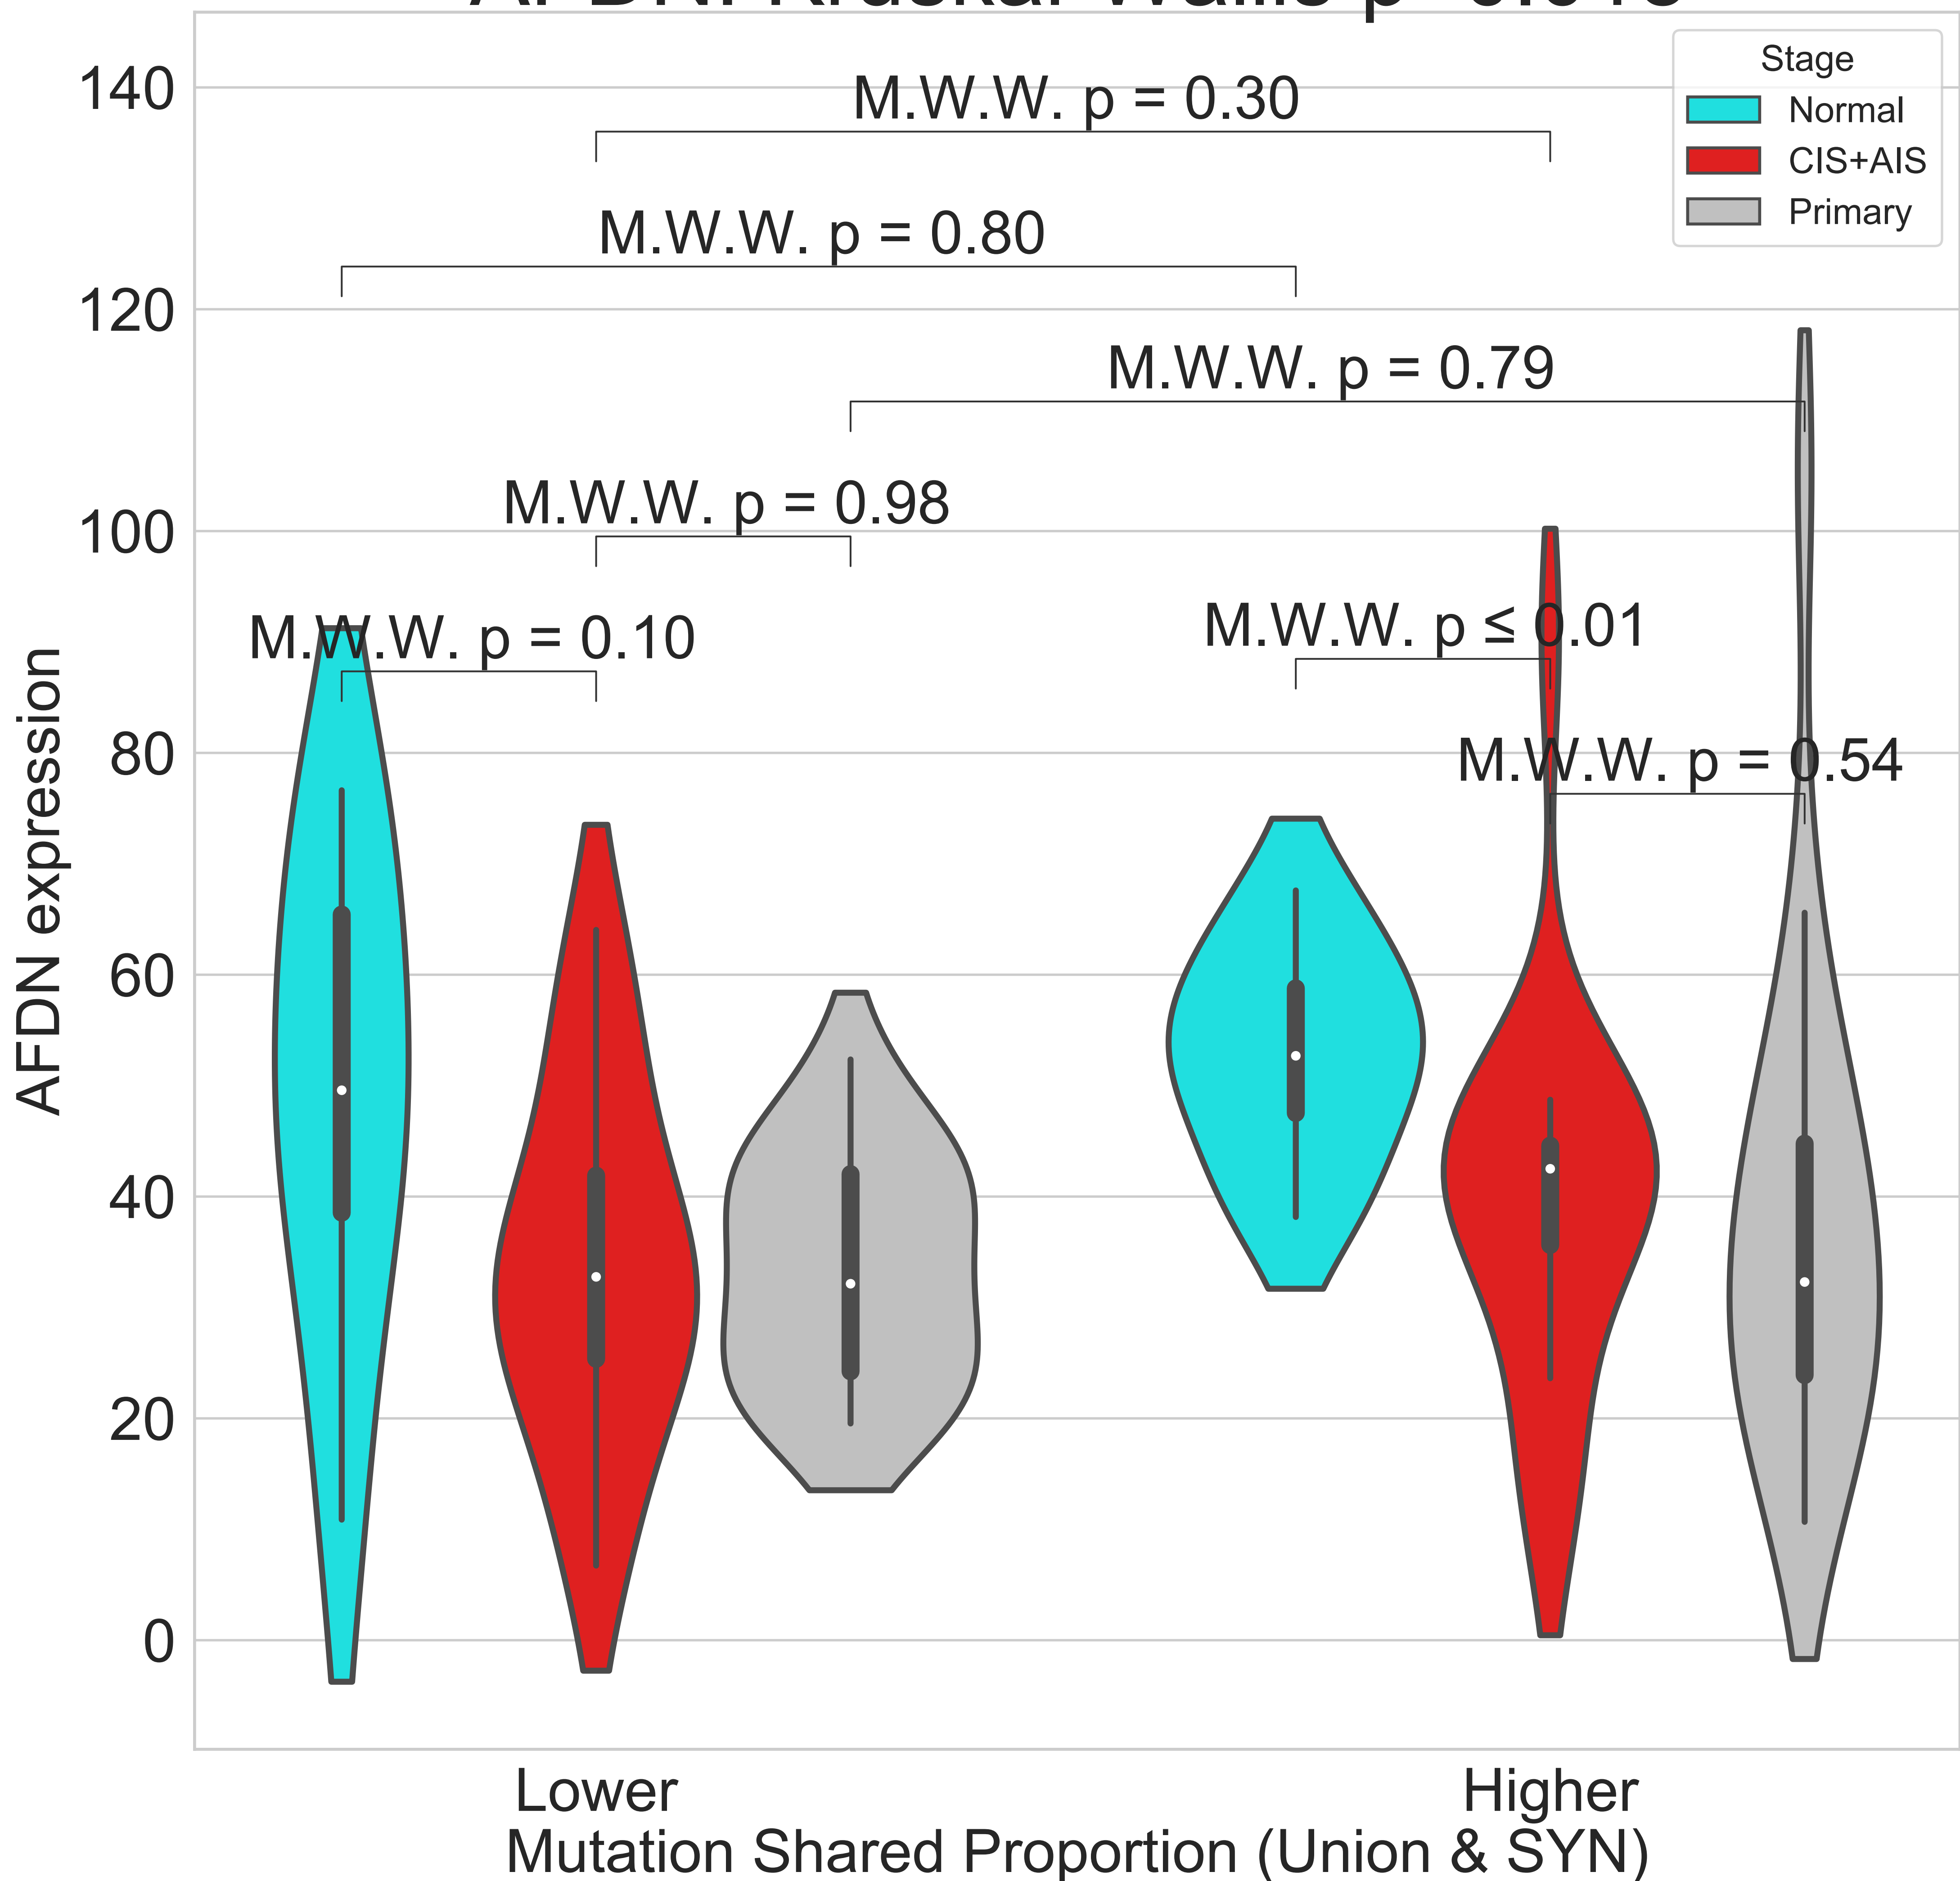 140
120
100
80
60
40
20
0
AFDN expression
M.W.W. p = 0.30
M.W.W. p = 0.80
M.W.W. p = 0.79
M.W.W. p = 0.98
M.W.W. p = 0.10
M.W.W. p ≤ 0.01
M.W.W. p = 0.54
Stage
Normal
CIS+AIS
Primary
Lower
Higher
Mutation Shared Proportion (Union & SYN)